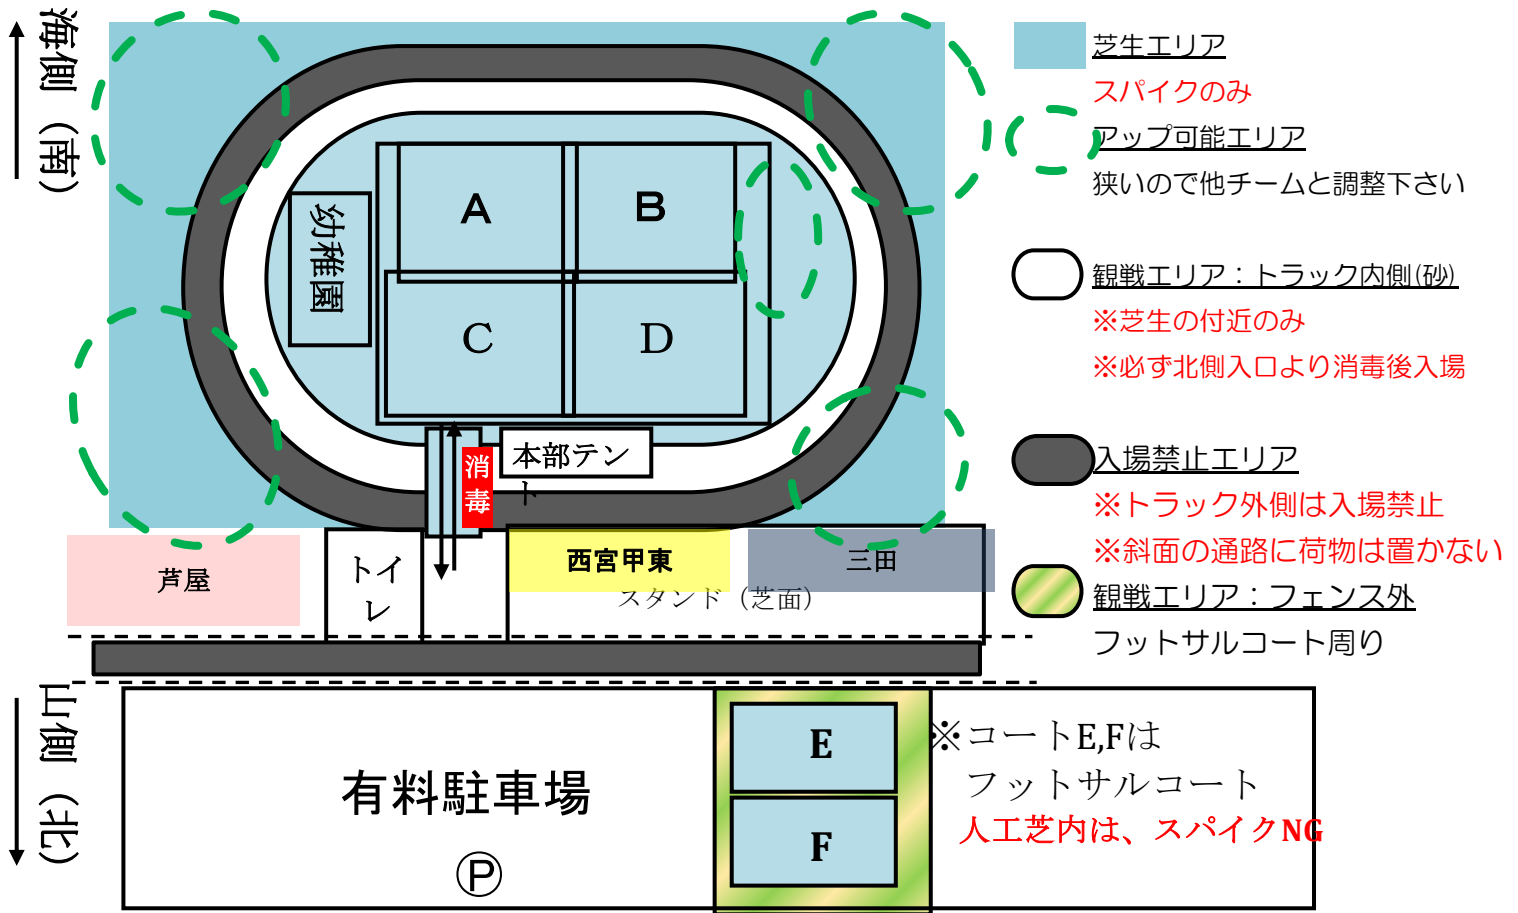 海側（南）
幼稚園
A
B
C
D
消毒
本部テン
ト
芦屋
トイ
レ
西宮甲東
三田
スタンド（芝面）
山側（北）
有料駐車場
Ⓟ
E
F
※コートE,Fは
フットサルコート
人工芝内は、スパイクNG
芝生エリア
スパイクのみ
アップ可能エリア
狭いので他チームと調整下さい
観戦エリア：トラック内側(砂)
※芝生の付近のみ
※必ず北側入口より消毒後入場
入場禁止エリア
※トラック外側は入場禁止
※斜面の通路に荷物は置かない
観戦エリア：フェンス外
フットサルコート周り